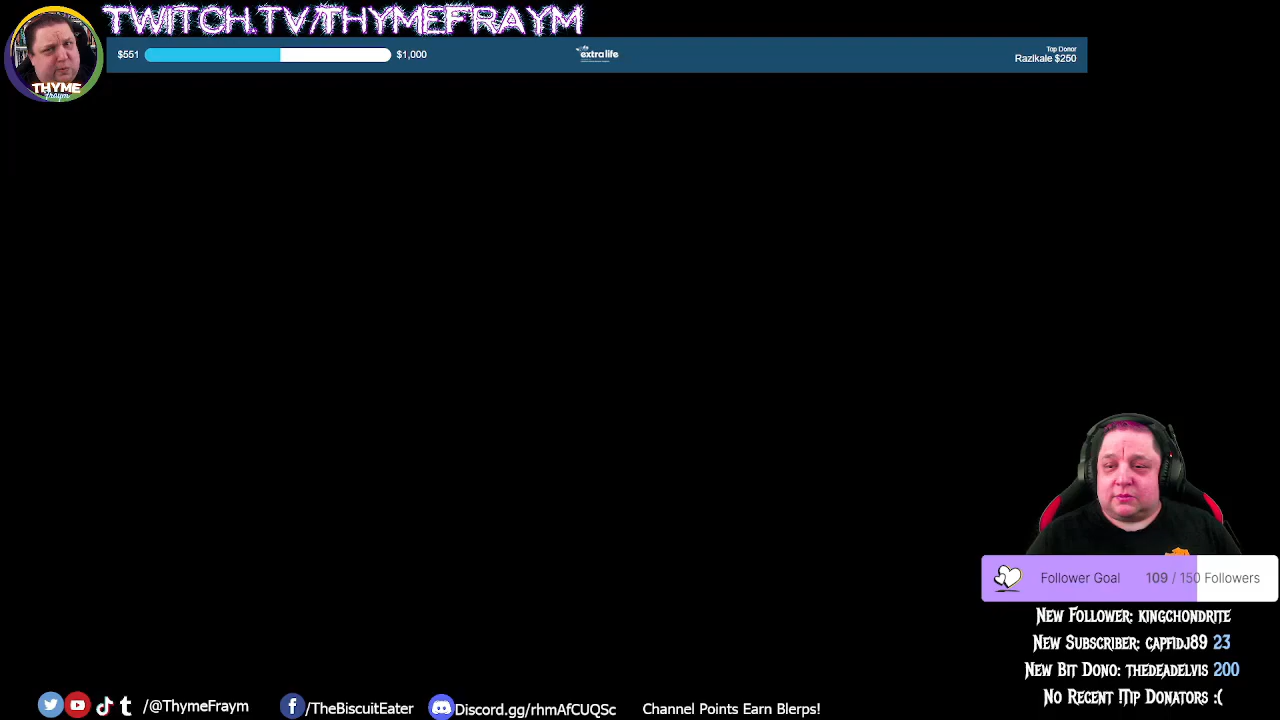 TWITCH.TV/THYMEFRAYM
$551
$1,000
extralife
Top Donor
Razlkale $250
THYME
Fraym
Follower Goal 109 / 150 Followers
New Follower: kingchondrite
New Subscriber: capfidj89 23
New Bit Dono: thedeadelvis 200
No Recent !Tip Donators :(
/@ThymeFraym
/TheBiscuitEater
Discord.gg/rhmAfCUQSc
Channel Points Earn Blerps!